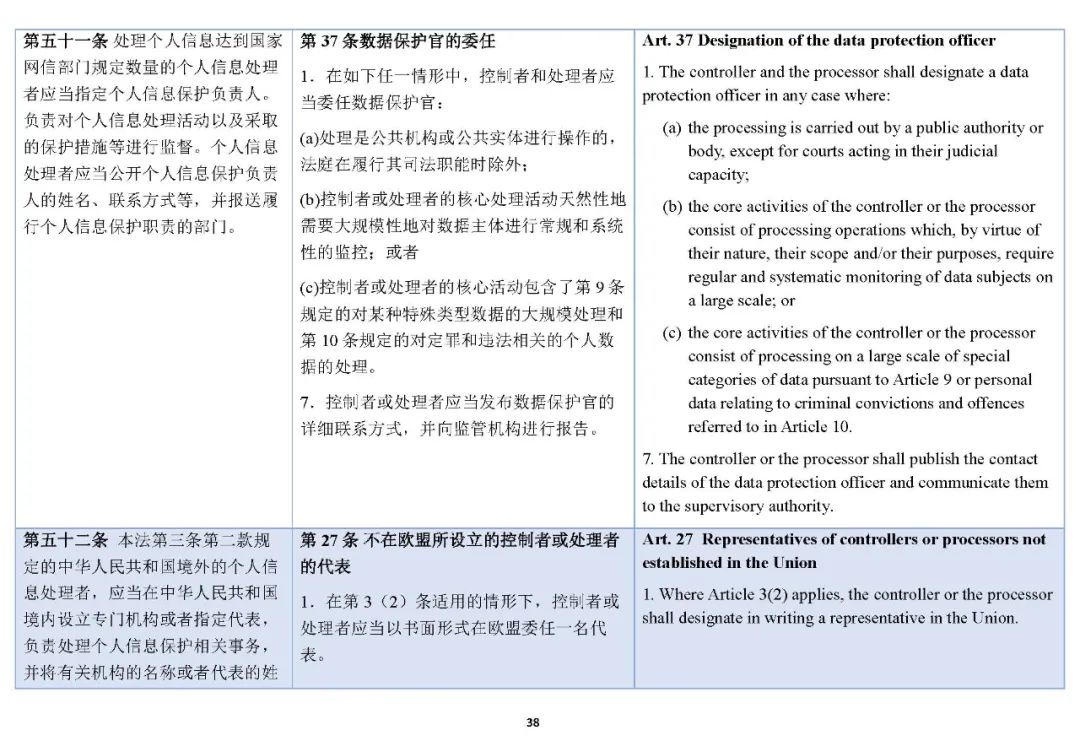 第五十一条 处理个人信息达到国家
网信部门规定数量的个人信息处理
者应当指定个人信息保护负责人。
负责对个人信息处理活动以及采取
的保护措施等进行监督。个人信息
处理者应当公开个人信息保护负责
人的姓名、联系方式等，并报送履
行个人信息保护职责的部门。
第 37 条数据保护官的委任
1．在如下任一情形中，控制者和处理者应
当委任数据保护官：
(a)处理是公共机构或公共实体进行操作的，
法庭在履行其司法职能时除外；
(b)控制者或处理者的核心处理活动天然性地
需要大规模性地对数据主体进行常规和系统
性的监控；或者
(c)控制者或处理者的核心活动包含了第 9 条
规定的对某种特殊类型数据的大规模处理和
第 10 条规定的对定罪和违法相关的个人数
据的处理。
7．控制者或处理者应当发布数据保护官的
详细联系方式，并向监管机构进行报告。
Art. 37 Designation of the data protection officer
1. The controller and the processor shall designate a data
protection officer in any case where:
(a) the processing is carried out by a public authority or
body, except for courts acting in their judicial
capacity;
(b) the core activities of the controller or the processor
consist of processing operations which, by virtue of
their nature, their scope and/or their purposes, require
regular and systematic monitoring of data subjects on
a large scale; or
(c) the core activities of the controller or the processor
consist of processing on a large scale of special
categories of data pursuant to Article 9 or personal
data relating to criminal convictions and offences
referred to in Article 10.
7. The controller or the processor shall publish the contact
details of the data protection officer and communicate them
to the supervisory authority.
第五十二条 本法第三条第二款规
定的中华人民共和国境外的个人信
息处理者，应当在中华人民共和国
境内设立专门机构或者指定代表，
负责处理个人信息保护相关事务，
并将有关机构的名称或者代表的姓
第 27 条 不在欧盟所设立的控制者或处理者
的代表
1．在第 3（2）条适用的情形下，控制者或
处理者应当以书面形式在欧盟委任一名代
表。
Art. 27 Representatives of controllers or processors not
established in the Union
1. Where Article 3(2) applies, the controller or the processor
shall designate in writing a representative in the Union.
38